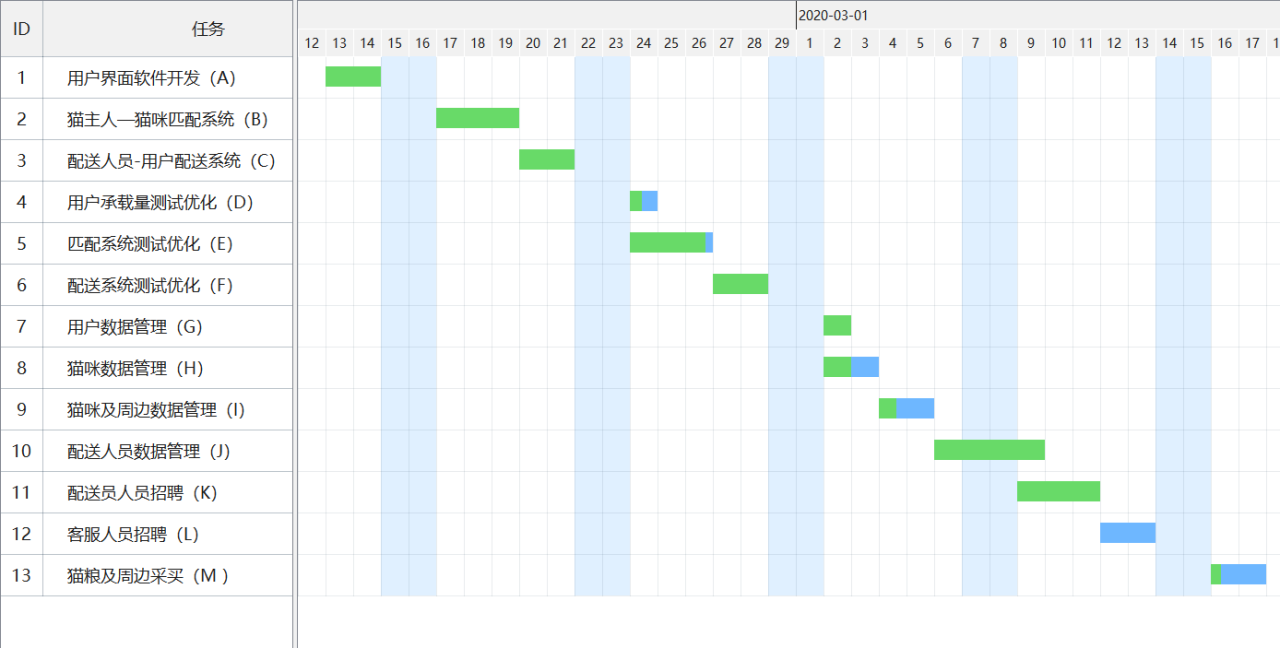 ID 任务
2020-03-01
12 13 14 15 16 17 18 19 20 21 22 23 24 25 26 27 28 29 1 2 3 4 5 6 7 8 9 10 11 12 13 14 15 16 17
1 用户界面软件开发（A）
2 猫主人—猫咪匹配系统（B）
3 配送人员-用户配送系统（C）
4 用户承载量测试优化（D）
5 匹配系统测试优化（E）
6 配送系统测试优化（F）
7 用户数据管理（G）
8 猫咪数据管理（H）
9 猫咪及周边数据管理（I）
10 配送人员数据管理（J）
11 配送员人员招聘（K）
12 客服人员招聘（L）
13 猫粮及周边采买（M ）